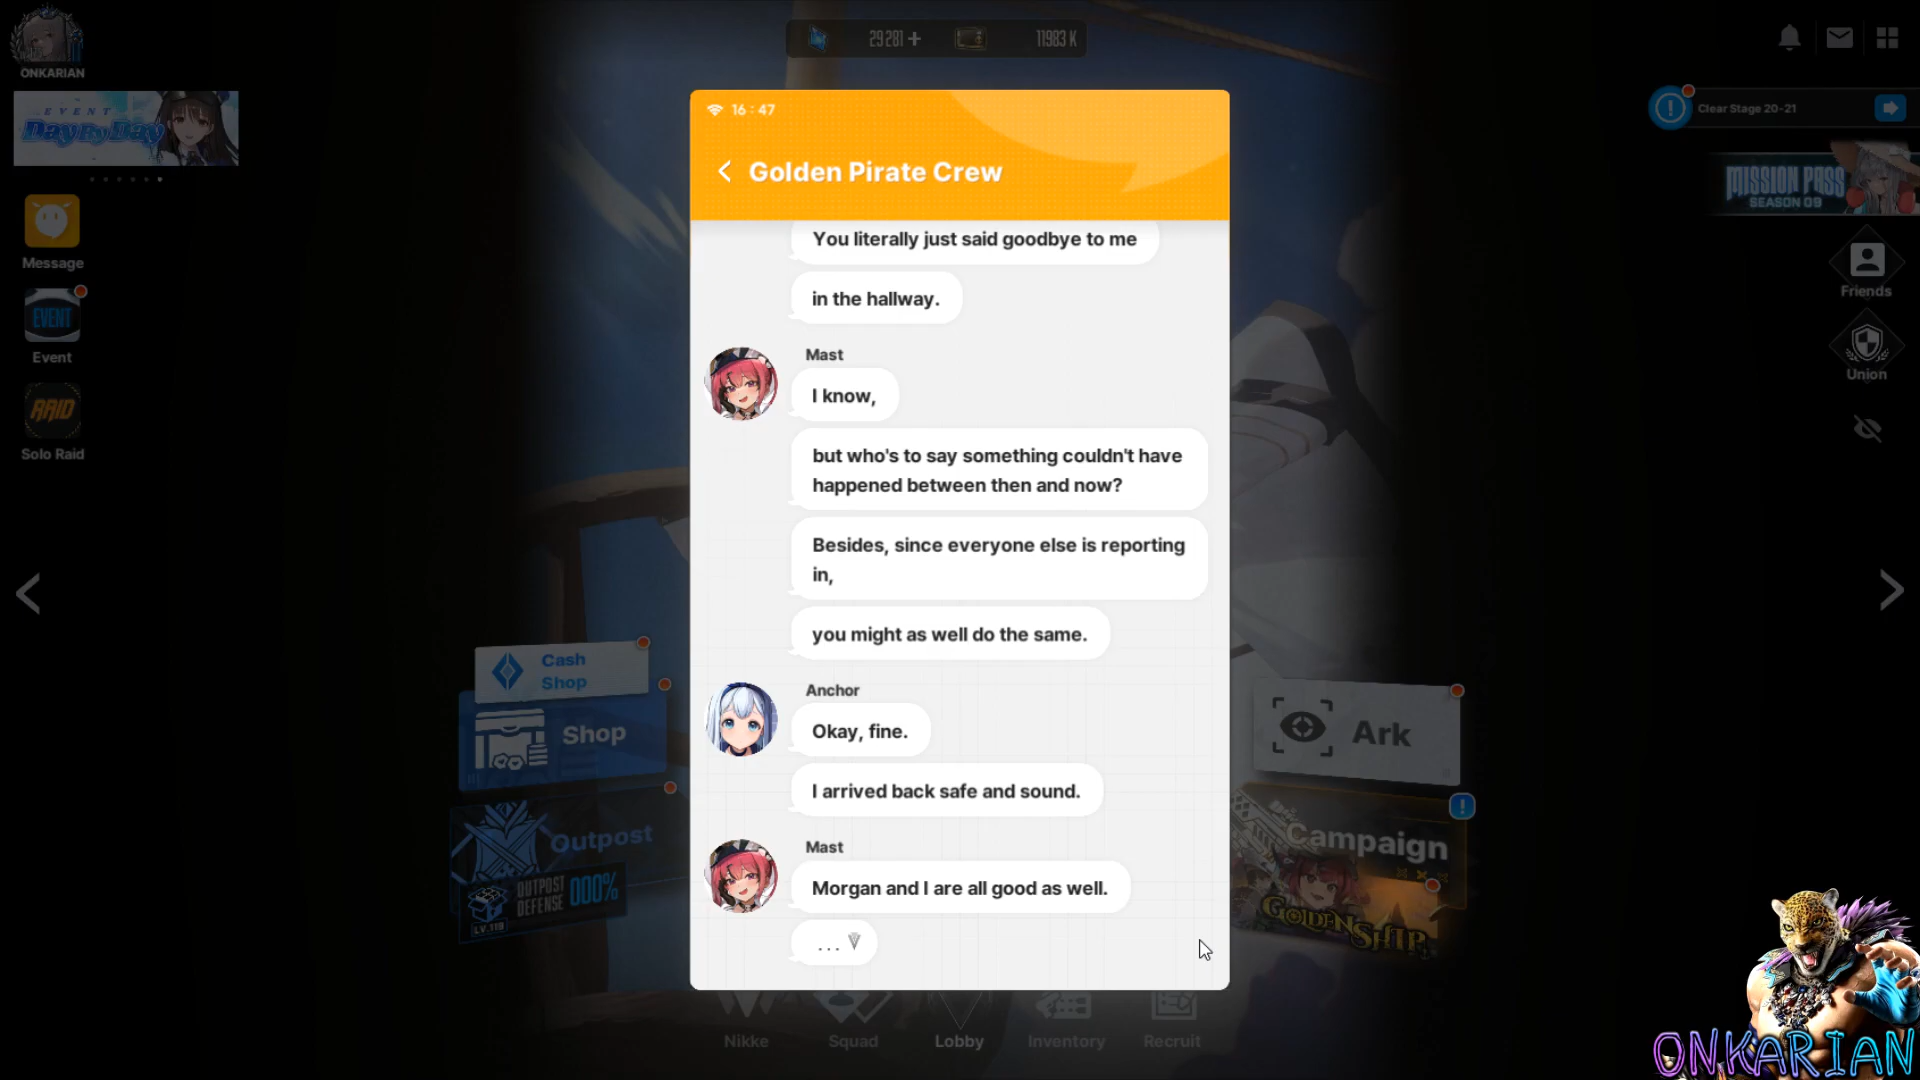 ONKARIAN
29281+
11983 K
EVENT
DayByDay
Clear Stage 20-21
MISSION PASS
SEASON 09
16:47
Golden Pirate Crew
You literally just said goodbye to me
in the hallway.
Mast
I know,
but who's to say something couldn't have
happened between then and now?
Besides, since everyone else is reporting
in,
you might as well do the same.
Anchor
Okay, fine.
I arrived back safe and sound.
Mast
Morgan and I are all good as well.
...
Message
EVENT
Event
RAID
Solo Raid
Friends
Union
Cash
Shop
Shop
Ark
Outpost
OUTPOST
DEFENSE
000%
LV.119
Campaign
GOLDEN SHIP
Nikke
Squad
Lobby
Inventory
Recruit
ONKARIAN